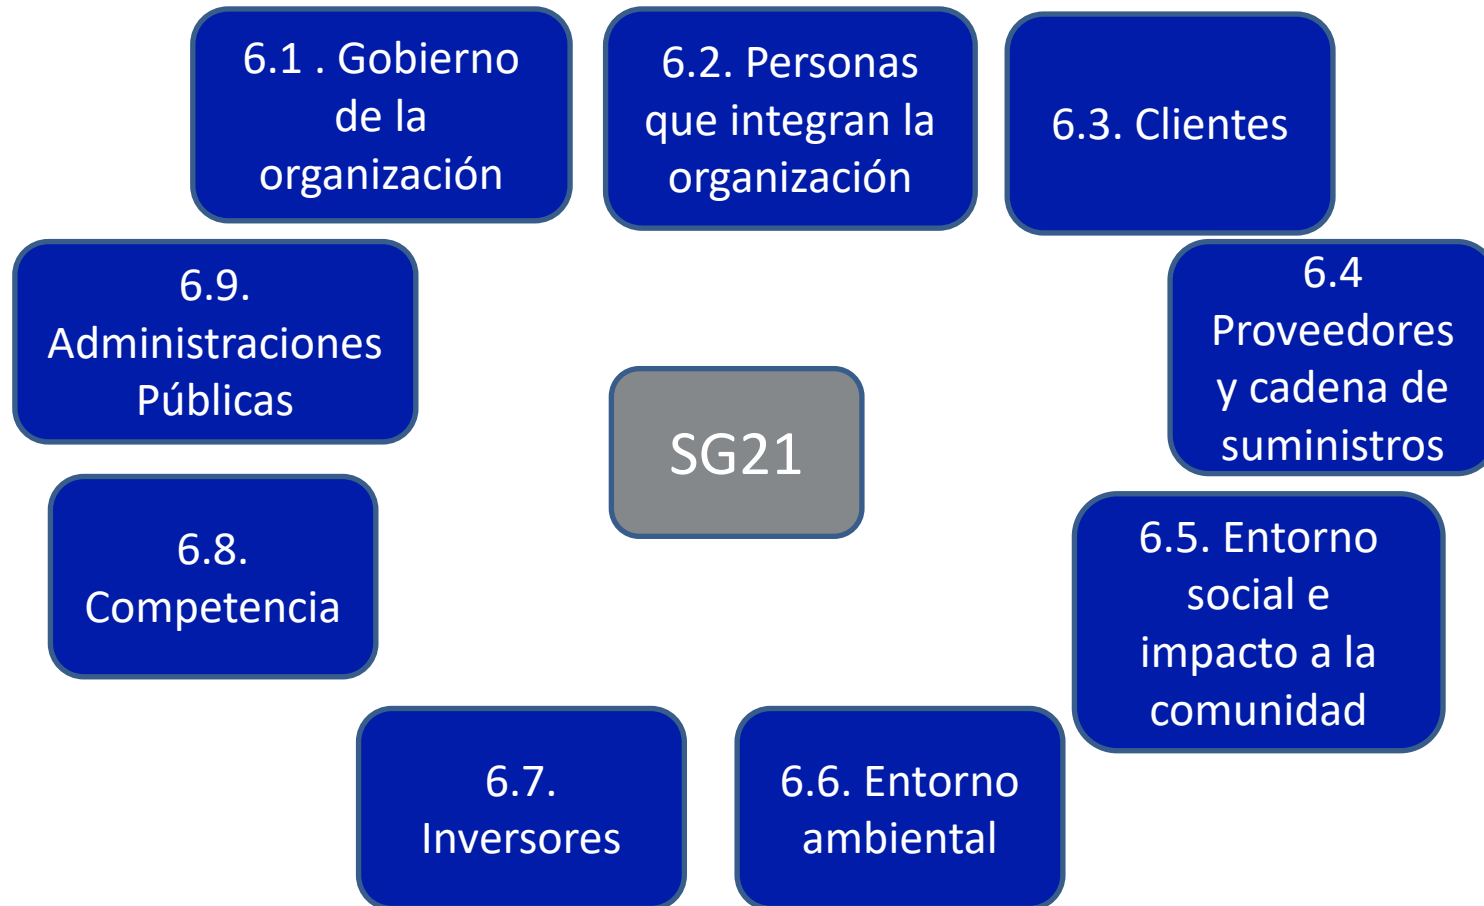 6.1 . Gobierno
de la
organización
6.2. Personas
que integran la
organización
6.3. Clientes
6.9.
Administraciones
Públicas
6.4
Proveedores
y cadena de
suministros
SG21
6.8.
Competencia
6.5. Entorno
social e
impacto a la
comunidad
6.7.
Inversores
6.6. Entorno
ambiental